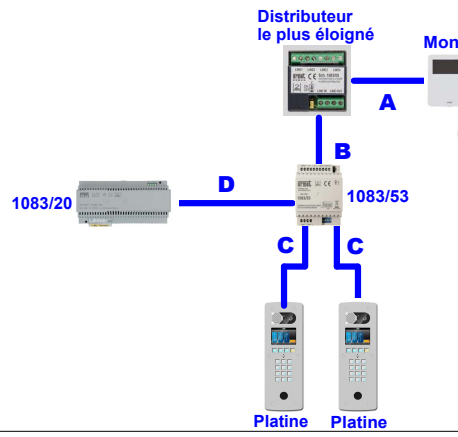 Distributeur
le plus éloigné
Mon
A
B
D
1083/20
1083/53
C
C
Platine
Platine